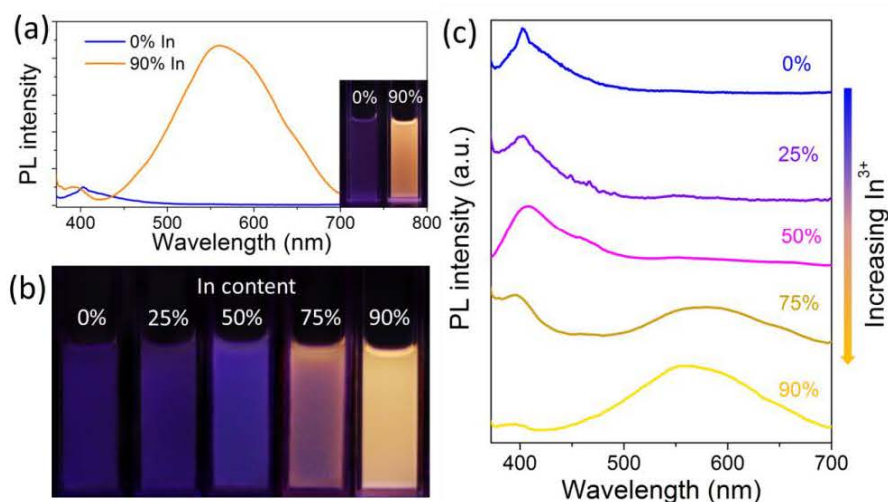 (a)
0% In
90% In
0% 90%
PL intensity
400 500 600 700 800
Wavelength (nm)
(b)
In content
0% 25% 50% 75% 90%
(c)
0%
25%
50%
75%
90%
PL intensity (a.u.)
400 500 600 700
Wavelength (nm)
Increasing In³⁺